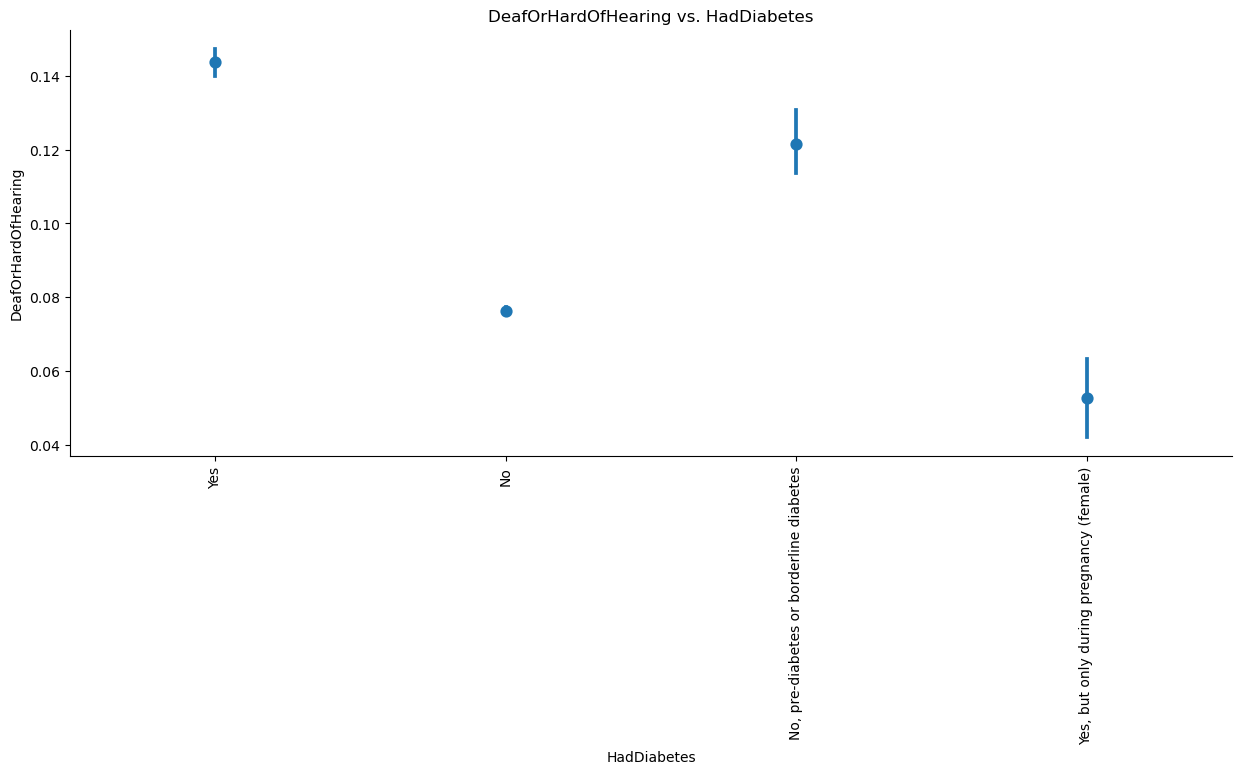 DeafOrHardOfHearing vs. HadDiabetes
DeafOrHardOfHearing
0.14
0.12
0.10
0.08
0.06
0.04
Yes
No
No, pre-diabetes or borderline diabetes
Yes, but only during pregnancy (female)
HadDiabetes